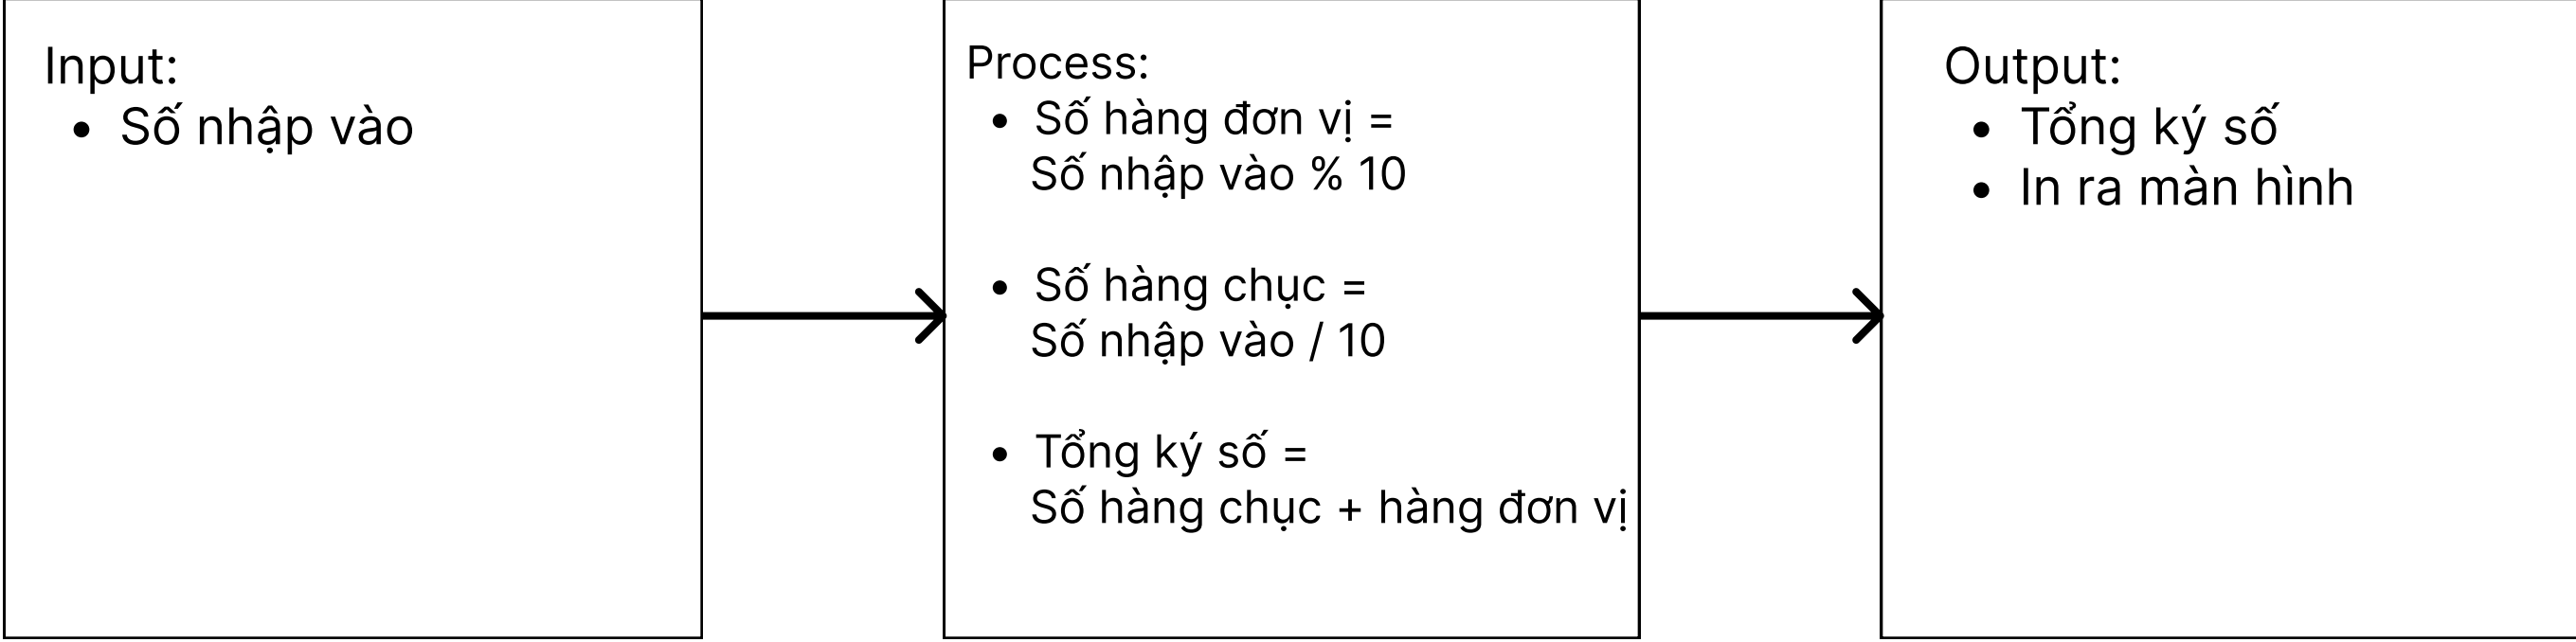 Input:
• Số nhập vào
Process:
• Số hàng đơn vị =
Số nhập vào % 10
• Số hàng chục =
Số nhập vào / 10
• Tổng ký số =
Số hàng chục + hàng đơn vị
Output:
• Tổng ký số
• In ra màn hình